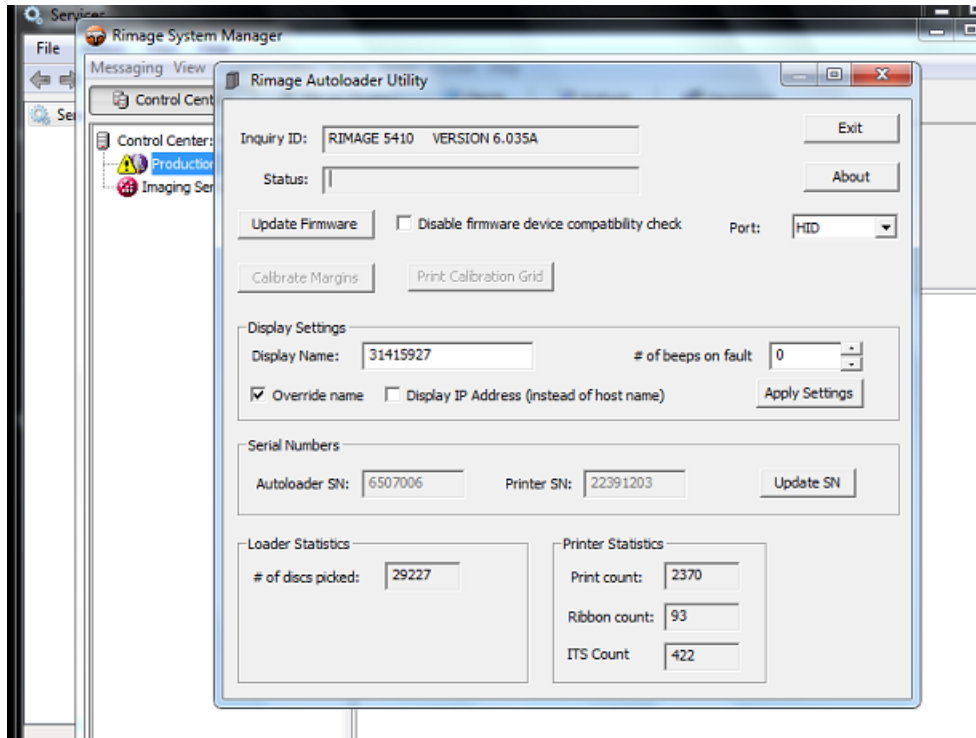 Services
Rimage System Manager
File
Messaging View
Rimage Autoloader Utility
Control Cent
Ser
Control Center:
Production
Imaging Ser
Inquiry ID: RIMAGE 5410 VERSION 6.035A
Exit
Status:
About
Update Firmware
Disable firmware device compatibility check
Port: HID
Calibrate Margins
Print Calibration Grid
Display Settings
Display Name: 31415927
# of beeps on fault 0
Override name
Display IP Address (instead of host name)
Apply Settings
Serial Numbers
Autoloader SN: 6507006
Printer SN: 22391203
Update SN
Loader Statistics
# of discs picked: 29227
Printer Statistics
Print count: 2370
Ribbon count: 93
ITS Count 422